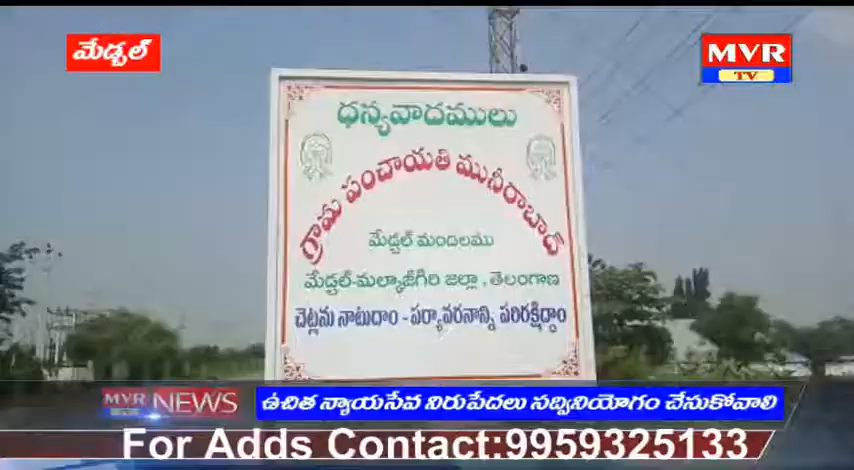 మేడ్చల్
MVR
TV
ధన్యవాదములు
గ్రామ పంచాయతి మునీరాబాద్
మేడ్చల్ మండలము
మేడ్చల్-మల్కాజ్‌గిరి జిల్లా, తెలంగాణ
చెట్లను నాటుదాం - పర్యావరనాన్ని పరిరక్షిద్దాం
MVR NEWS
ఉచిత న్యాయసేవ నిరుపేదలు సద్వినియోగం చేసుకోవాలి
For Adds Contact:9959325133